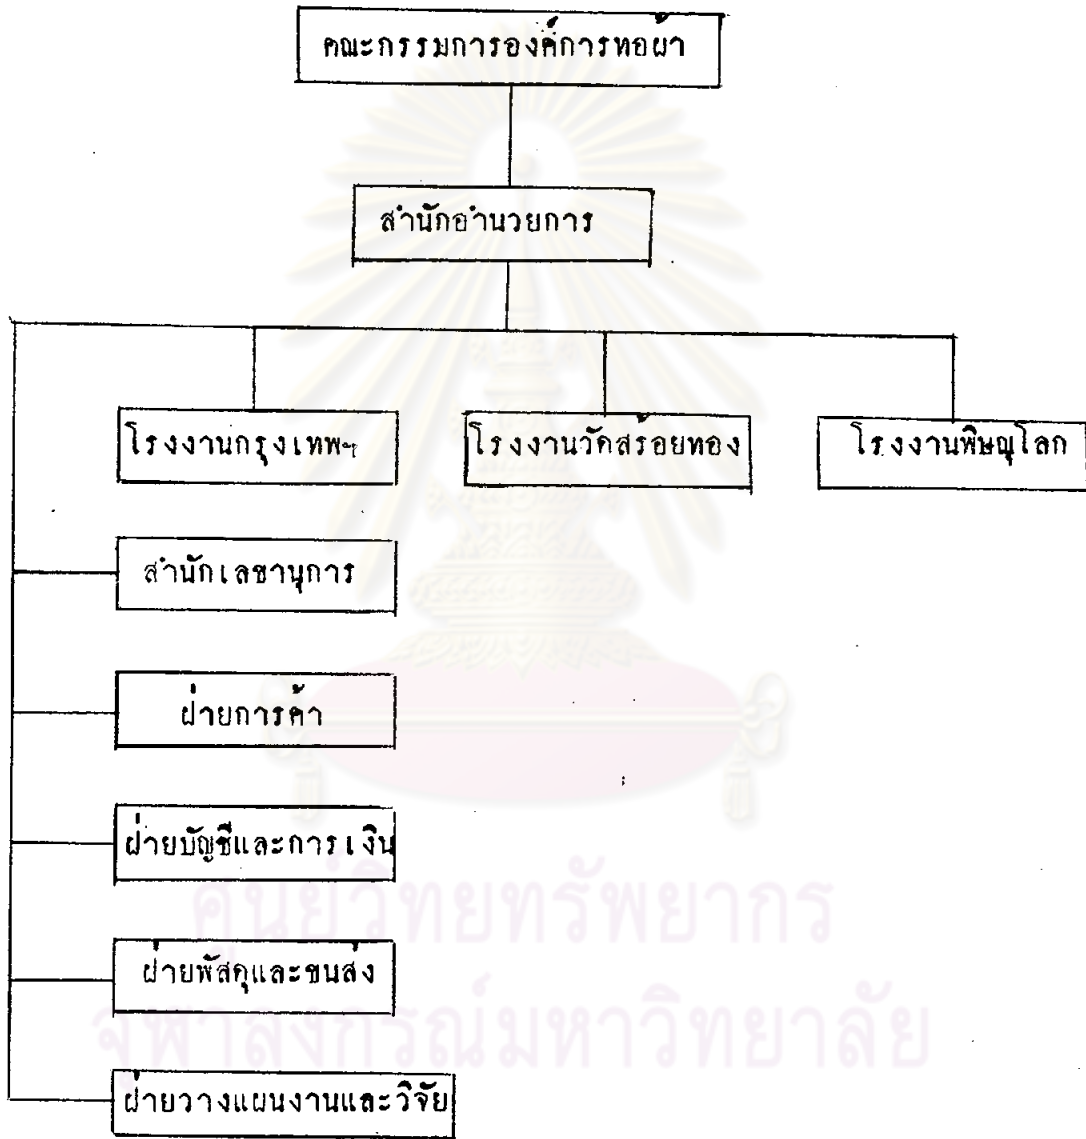 คณะกรรมการองค์การทอผ้า
สำนักอำนวยการ
โรงงานกรุงเทพฯ
โรงงานวัดสร้อยทอง
โรงงานพิษณุโลก
สำนักเลขานุการ
ฝ่ายการค้า
ฝ่ายบัญชีและการเงิน
ฝ่ายพัสดุและขนส่ง
ฝ่ายวางแผนงานและวิจัย
ศูนย์วิทยทรัพยากร
จุฬาลงกรณ์มหาวิทยาลัย